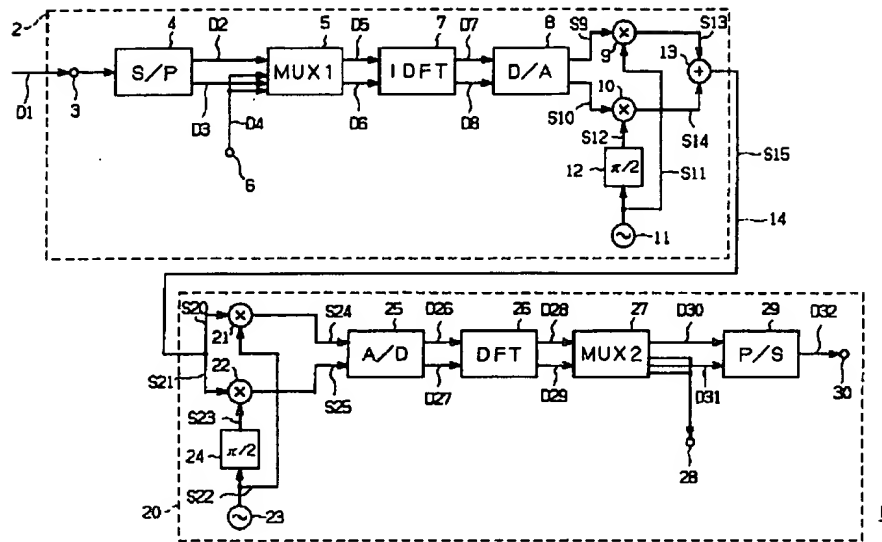 2
4
D2
5
D5
7
D7
8
S9
S13
S/P
MUX1
IDFT
D/A
9
13
D1
3
D3
D4
D6
D8
S10
10
S12
S14
6
12
π/2
S11
S15
11
14
S20
S24
25
D26
26
D28
27
D30
29
D32
21
A/D
DFT
MUX2
P/S
S21
22
S25
D27
D29
D31
30
S23
24
π/2
28
S22
20
23
1